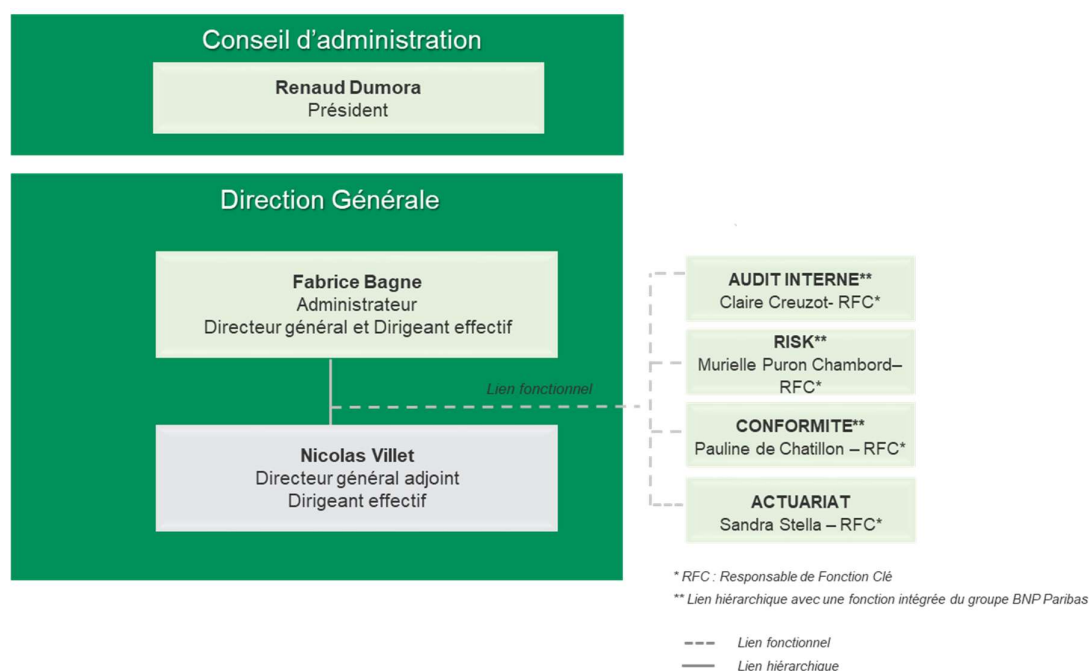 Conseil d'administration
Renaud Dumora
Président
Direction Générale
Fabrice Bagne
Administrateur
Directeur général et Dirigeant effectif
Lien fonctionnel
Nicolas Villet
Directeur général adjoint
Dirigeant effectif
AUDIT INTERNE**
Claire Creuzot- RFC*
RISK**
Murielle Puron Chambord–
RFC*
CONFORMITE**
Pauline de Chatillon – RFC*
ACTUARIAT
Sandra Stella – RFC*
* RFC : Responsable de Fonction Clé
** Lien hiérarchique avec une fonction intégrée du groupe BNP Paribas
Lien fonctionnel
Lien hiérarchique